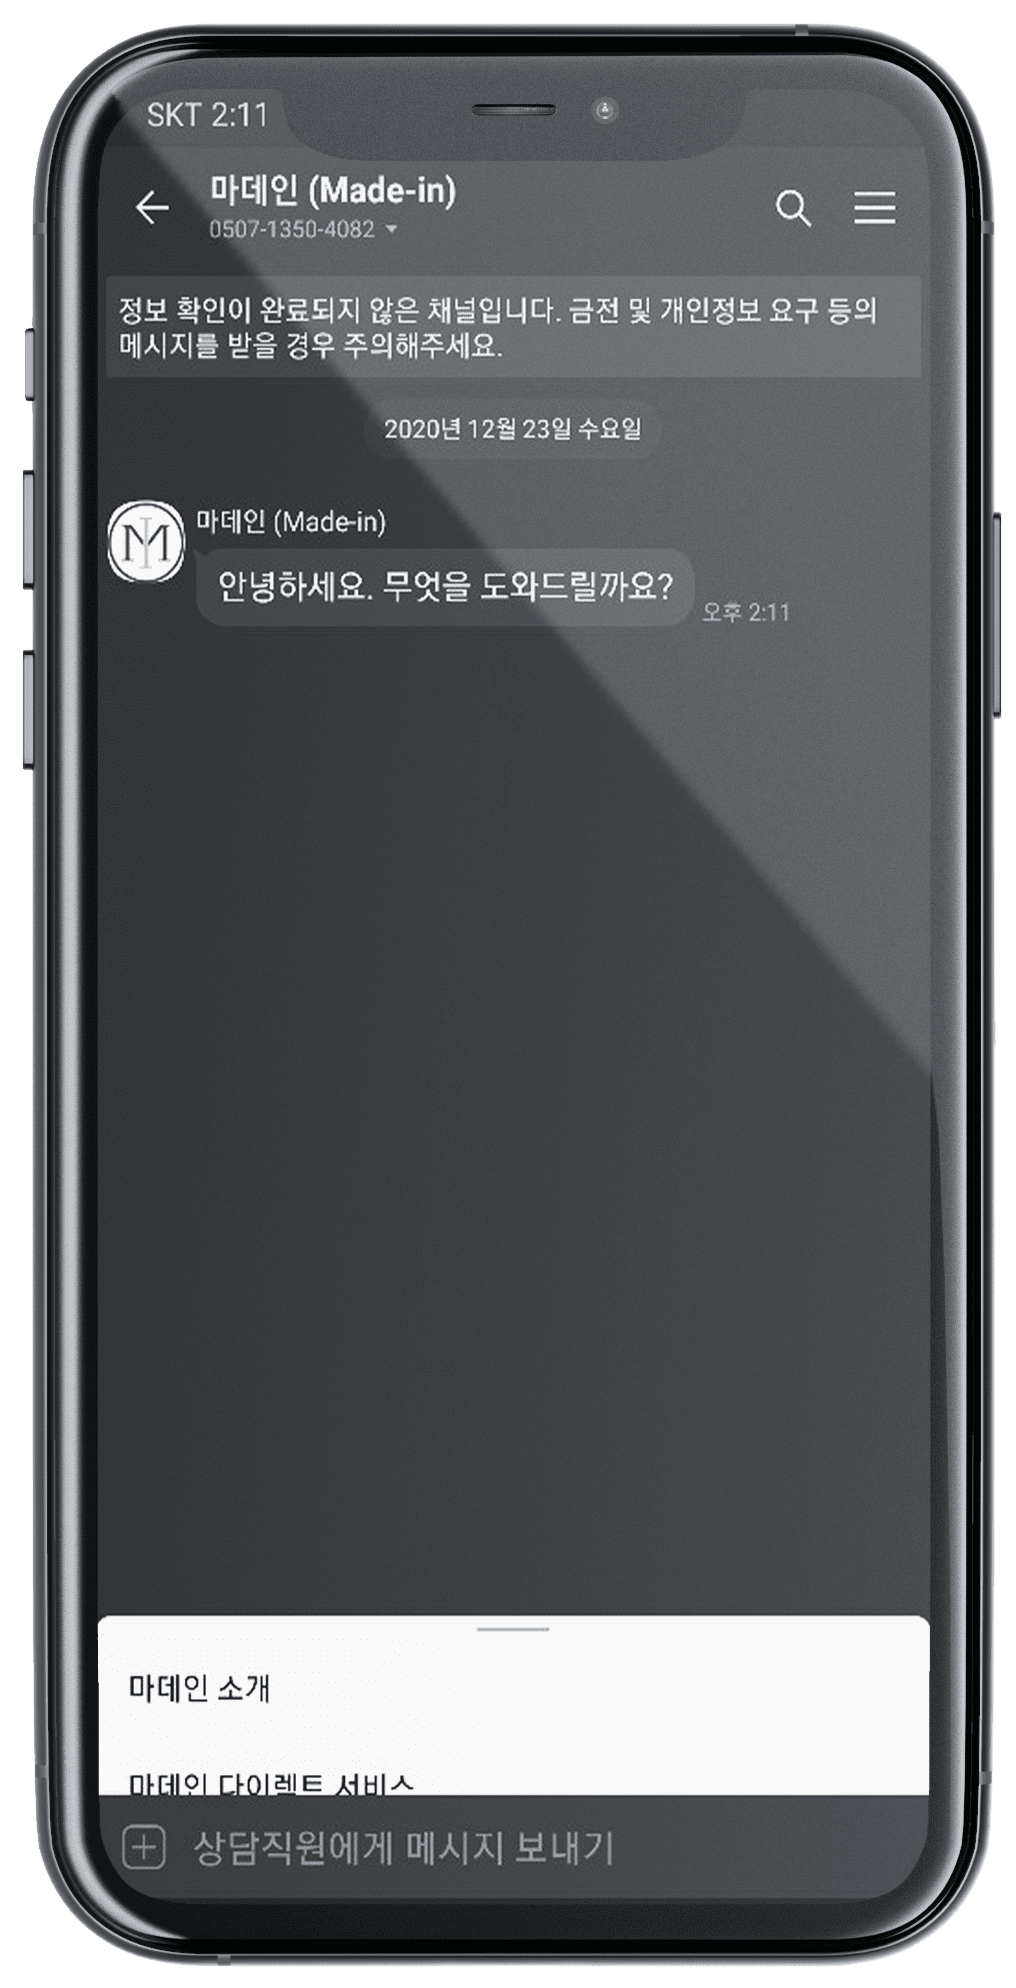 SKT 2:11
마데인 (Made-in)
0507-1350-4082
정보 확인이 완료되지 않은 채널입니다. 금전 및 개인정보 요구 등의
메시지를 받을 경우 주의해주세요.
2020년 12월 23일 수요일
마데인 (Made-in)
안녕하세요. 무엇을 도와드릴까요?
오후 2:11
마데인 소개
마데인 다이렉트 서비스
상담직원에게 메시지 보내기